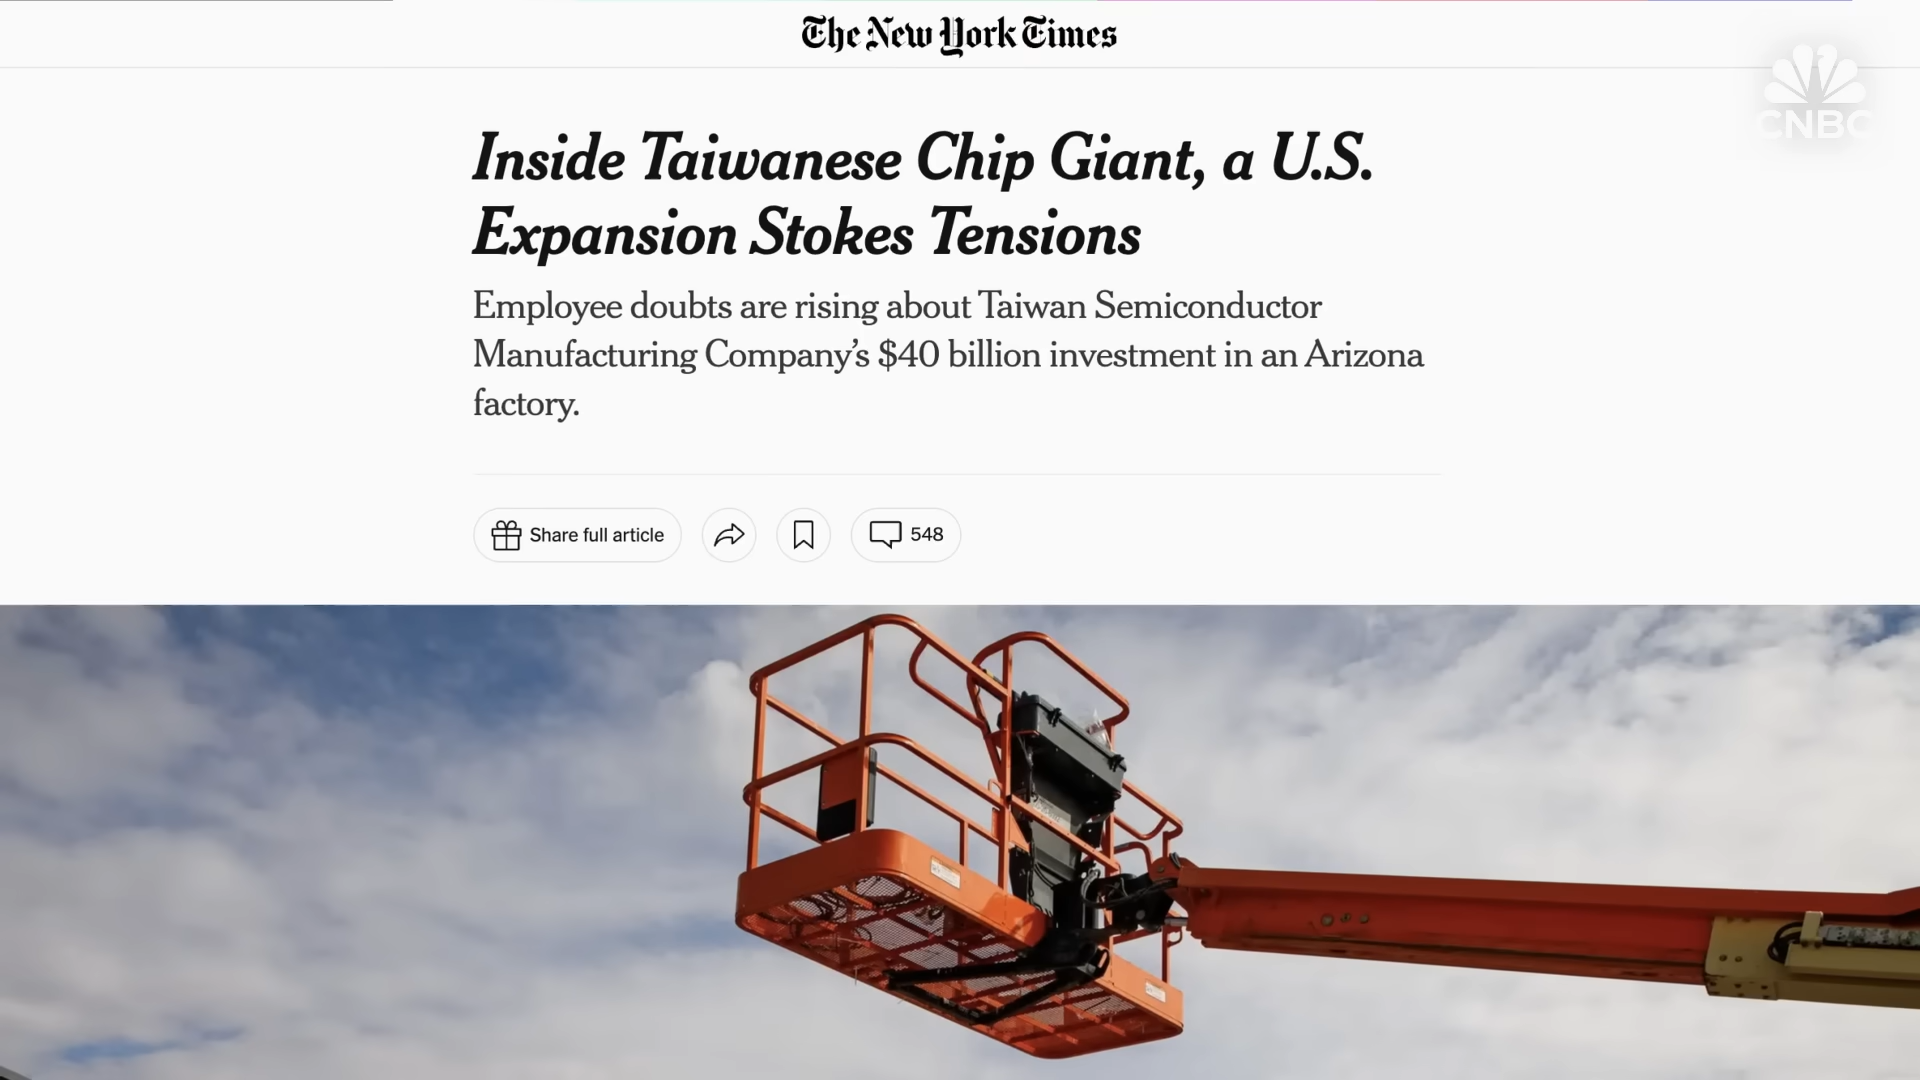 The New York Times
CNBC
Inside Taiwanese Chip Giant, a U.S.
Expansion Stokes Tensions
Employee doubts are rising about Taiwan Semiconductor
Manufacturing Company’s $40 billion investment in an Arizona
factory.
Share full article
548